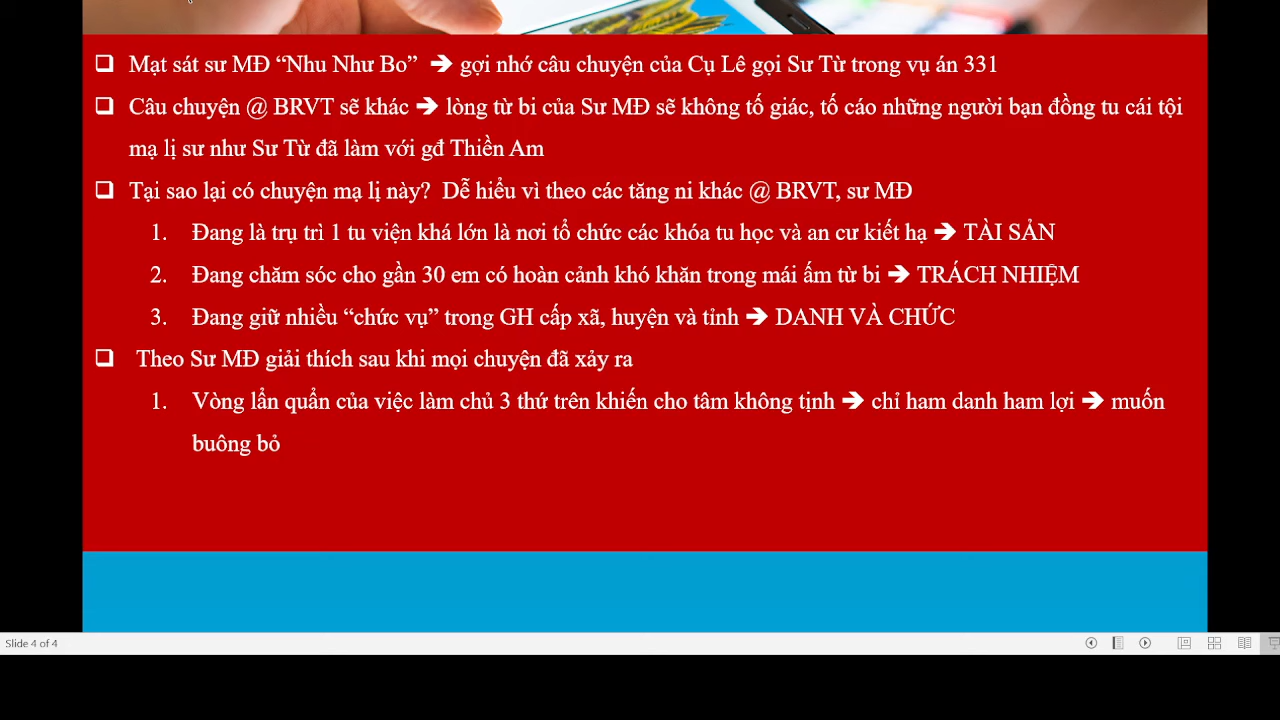 ❑ Mạt sát sư MĐ “Nhu Như Bo” ➔ gợi nhớ câu chuyện của Cụ Lê gọi Sư Từ trong vụ án 331
❑ Câu chuyện @ BRVT sẽ khác ➔ lòng từ bi của Sư MĐ sẽ không tố giác, tố cáo những người bạn đồng tu cái tội
mạ lị sư như Sư Từ đã làm với gđ Thiền Am
❑ Tại sao lại có chuyện mạ lị này? Dễ hiểu vì theo các tăng ni khác @ BRVT, sư MĐ
1. Đang là trụ trì 1 tu viện khá lớn là nơi tổ chức các khóa tu học và an cư kiết hạ ➔ TÀI SẢN
2. Đang chăm sóc cho gần 30 em có hoàn cảnh khó khăn trong mái ấm từ bi ➔ TRÁCH NHIỆM
3. Đang giữ nhiều “chức vụ” trong GH cấp xã, huyện và tỉnh ➔ DANH VÀ CHỨC
❑ Theo Sư MĐ giải thích sau khi mọi chuyện đã xảy ra
1. Vòng lẩn quẩn của việc làm chủ 3 thứ trên khiến cho tâm không tịnh ➔ chỉ ham danh ham lợi ➔ muốn
buông bỏ
Slide 4 of 4